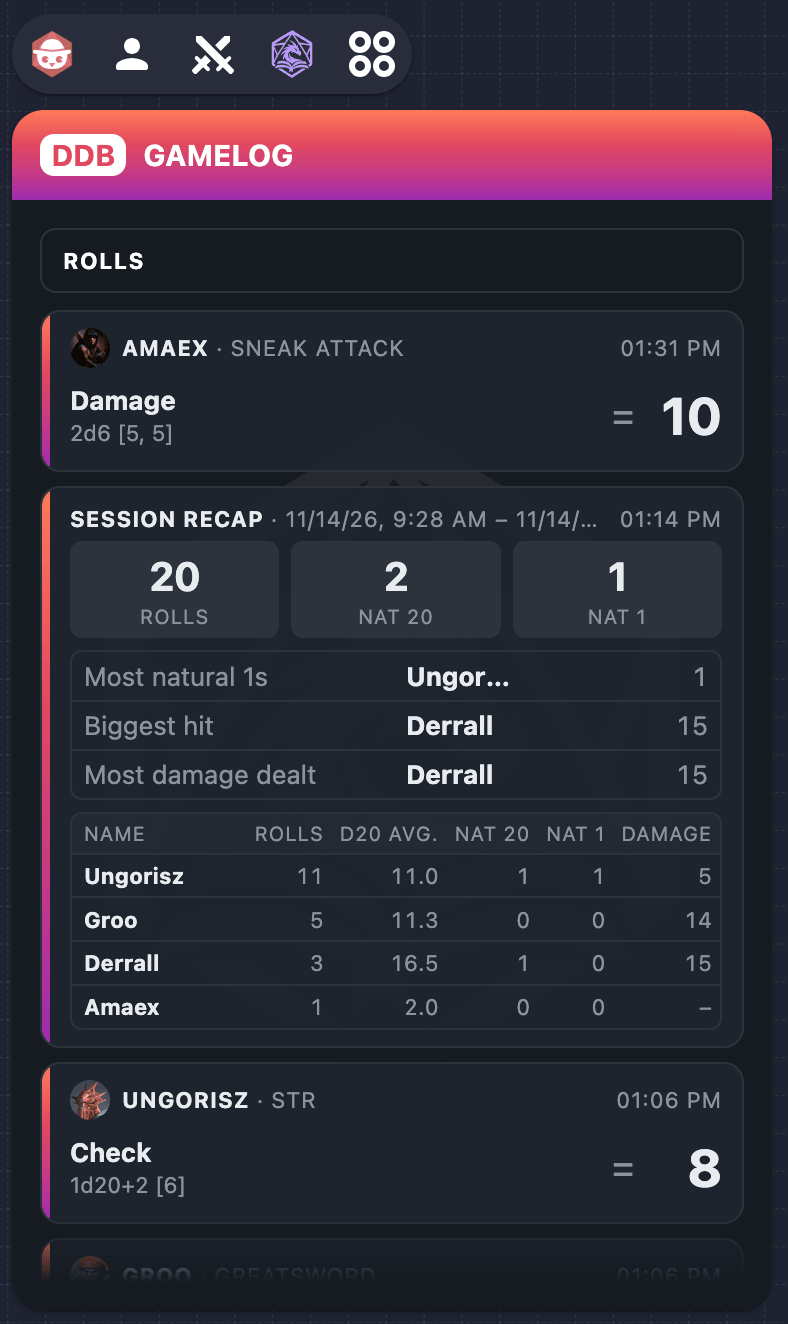 DDB GAMELOG
ROLLS
AMAEX · SNEAK ATTACK 01:31 PM
Damage
2d6 [5, 5] = 10
SESSION RECAP · 11/14/26, 9:28 AM – 11/14/… 01:14 PM
20 2 1
ROLLS NAT 20 NAT 1
Most natural 1s Ungor… 1
Biggest hit Derrall 15
Most damage dealt Derrall 15
NAME ROLLS D20 AVG. NAT 20 NAT 1 DAMAGE
Ungorisz 11 11.0 1 1 5
Groo 5 11.3 0 0 14
Derrall 3 16.5 1 0 15
Amaex 1 2.0 0 0 –
UNGORISZ · STR 01:06 PM
Check
1d20+2 [6] = 8
GROO · GREATSWORD 01:06 PM